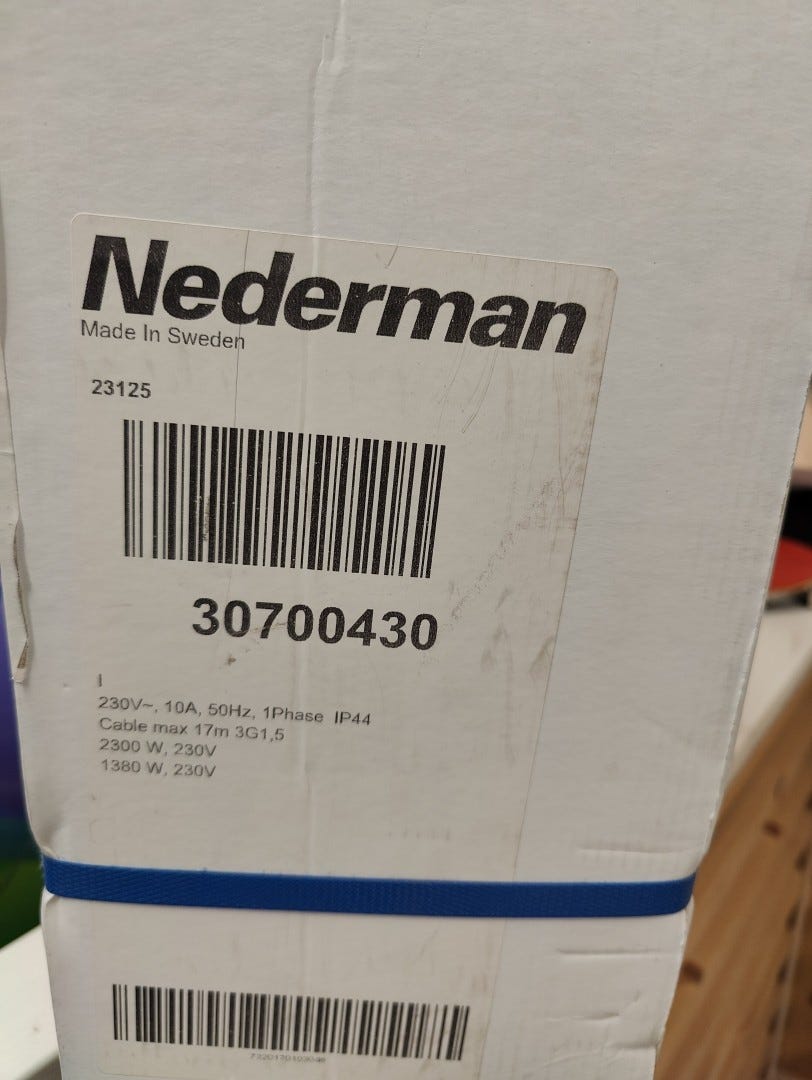 Nederman
Made In Sweden
23125
30700430
I
230V~, 10A, 50Hz, 1Phase IP44
Cable max 17m 3G1,5
2300 W, 230V
1380 W, 230V